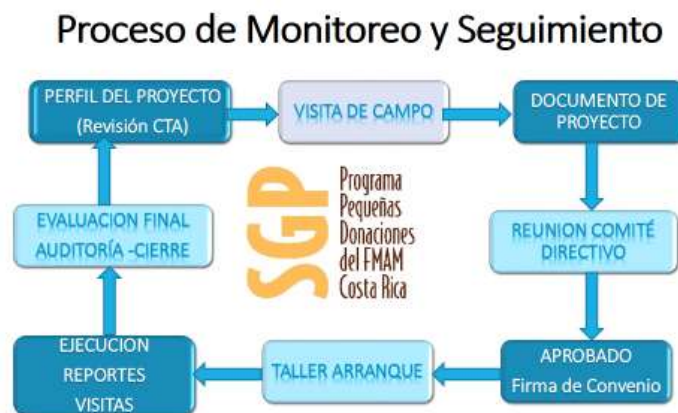 Proceso de Monitoreo y Seguimiento
PERFIL DEL PROYECTO
(Revisión CTA)
VISITA DE CAMPO
DOCUMENTO DE
PROYECTO
EVALUACION FINAL
AUDITORÍA -CIERRE
SGP
Programa
Pequeñas
Donaciones
del FMAM
Costa Rica
REUNION COMITÉ
DIRECTIVO
EJECUCION
REPORTES
VISITAS
TALLER ARRANQUE
APROBADO
Firma de Convenio